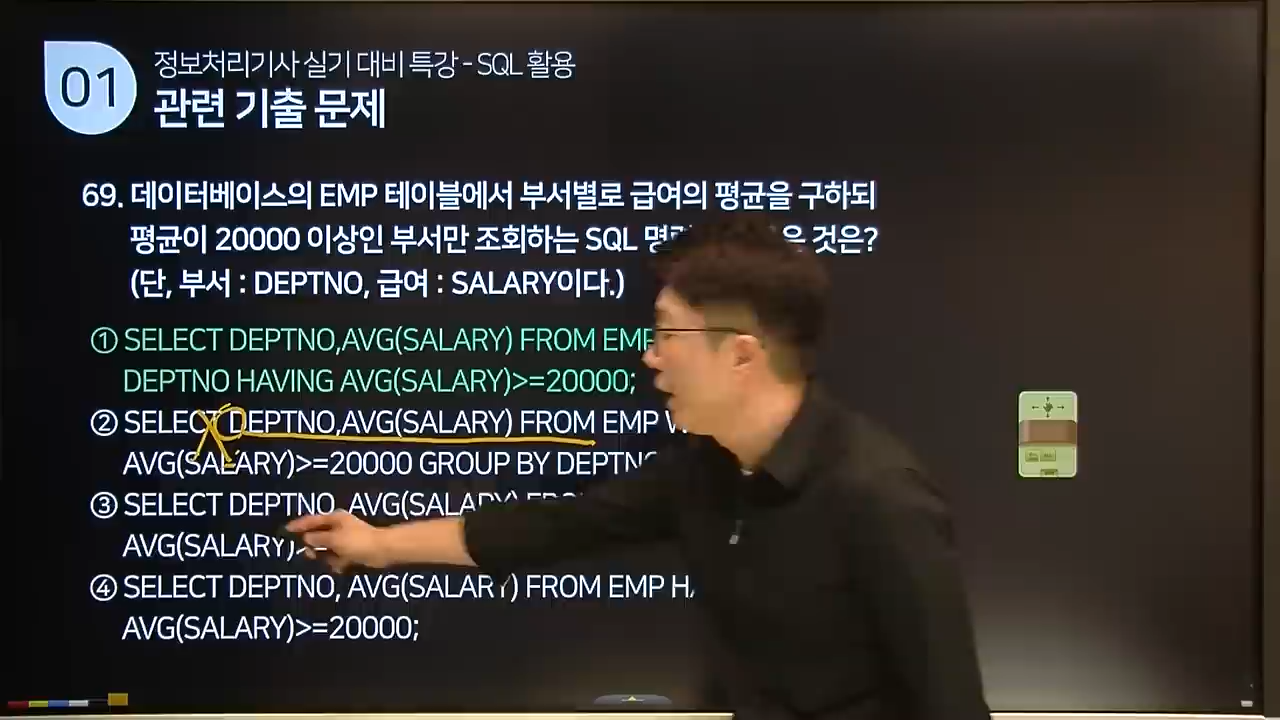 01
정보처리기사 실기 대비 특강 - SQL 활용
관련 기출 문제
69. 데이터베이스의 EMP 테이블에서 부서별로 급여의 평균을 구하되
평균이 20000 이상인 부서만 조회하는 SQL 것은?
(단, 부서 : DEPTNO, 급여 : SALARY이다.)
① SELECT DEPTNO,AVG(SALARY) FROM EMP
DEPTNO HAVING AVG(SALARY)>=20000;
② SELECT DEPTNO,AVG(SALARY) FROM EMP
AVG(SALARY)>=20000 GROUP BY DEPTNO
③ SELECT DEPTNO, AVG(SALARY) FROM
AVG(SALARY)>=
④ SELECT DEPTNO, AVG(SALARY) FROM EMP
AVG(SALARY)>=20000;